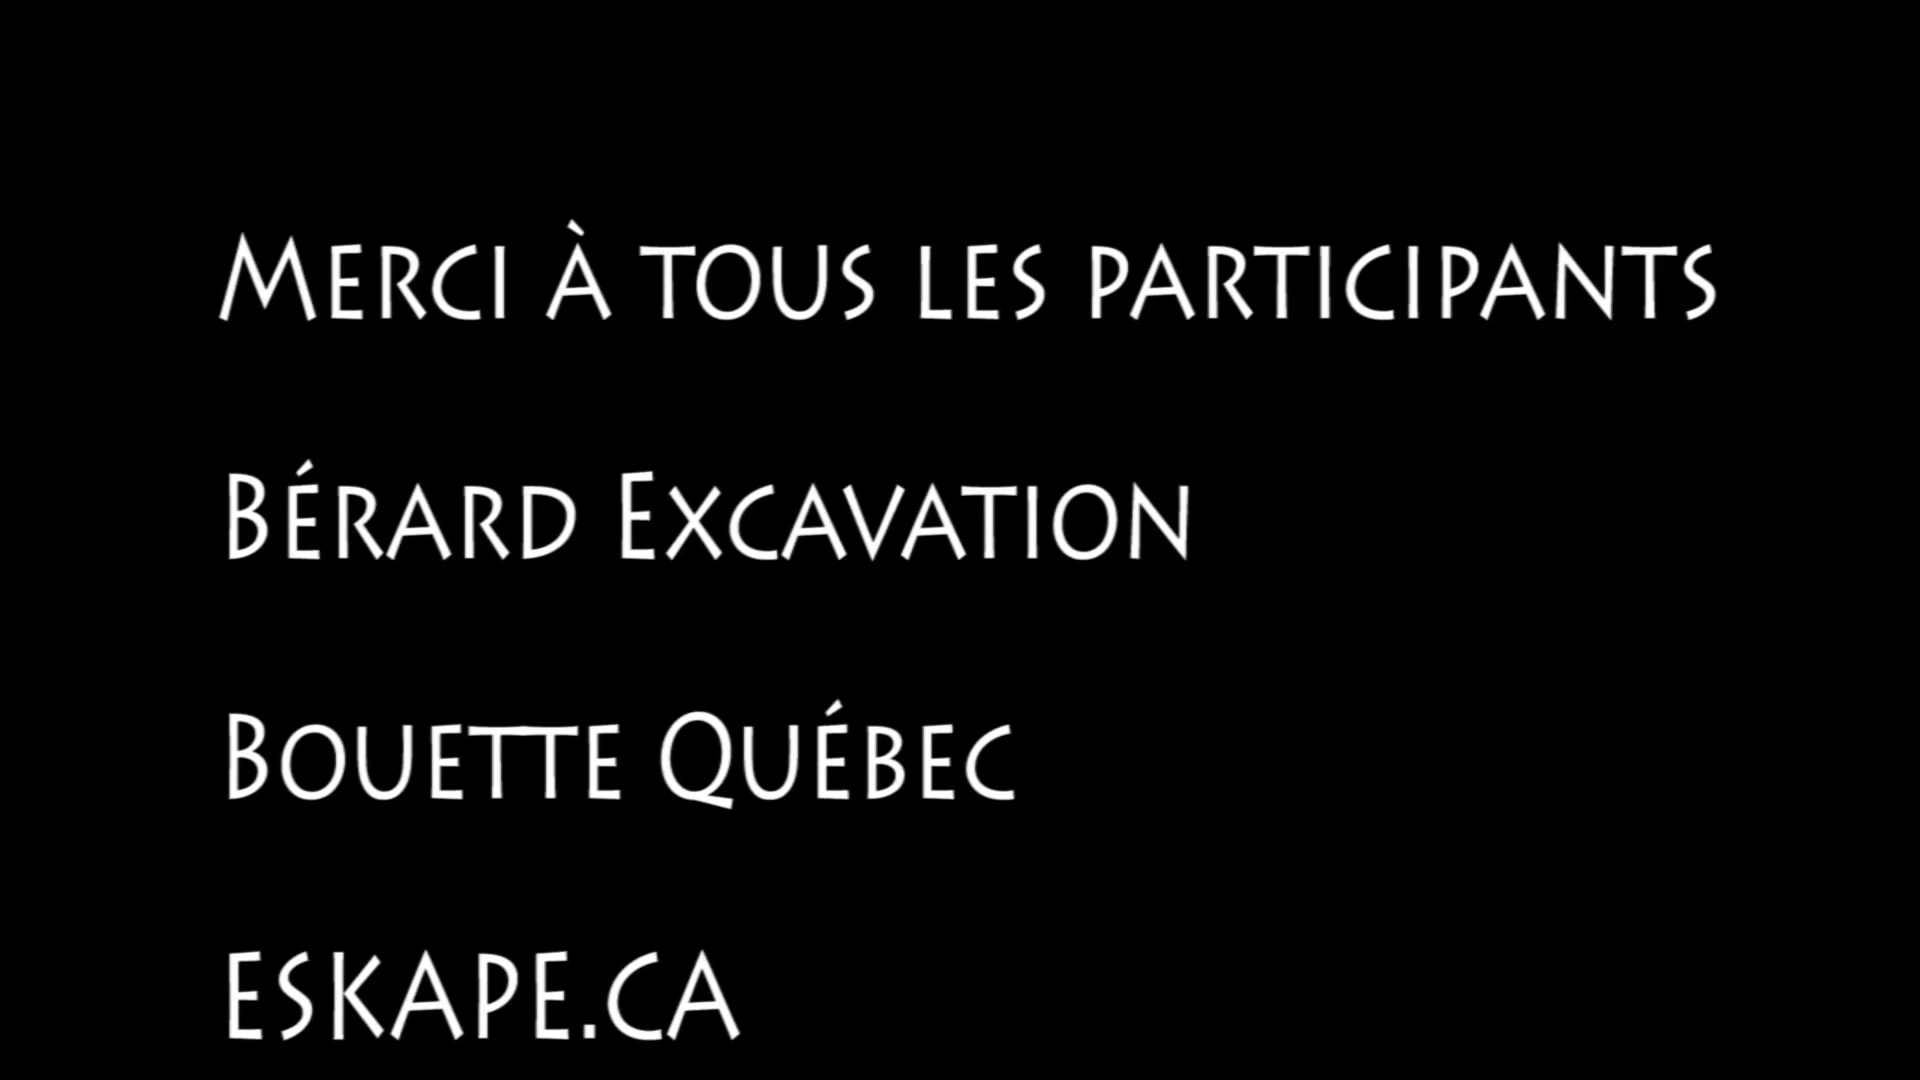 Merci à tous les participants
Bérard Excavation
Bouette Québec
ESKAPE.CA